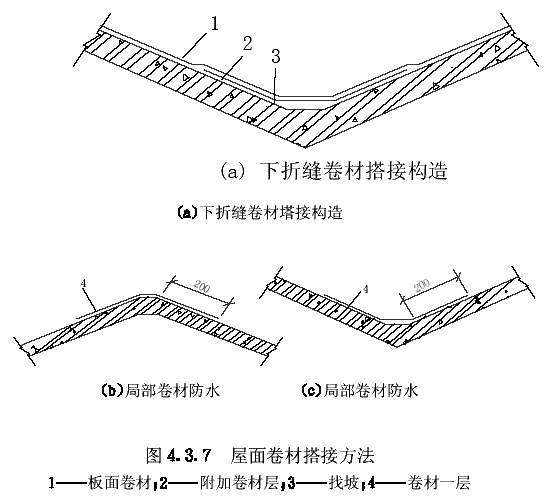 1
2
3
(a) 下折缝卷材搭接构造
(a)下折缝卷材塔接构造
4
200
4
200
(b)局部卷材防水
(c)局部卷材防水
图 4.3.7 屋面卷材搭接方法
1──板面卷材;2──附加卷材层;3──找坡;4──卷材一层